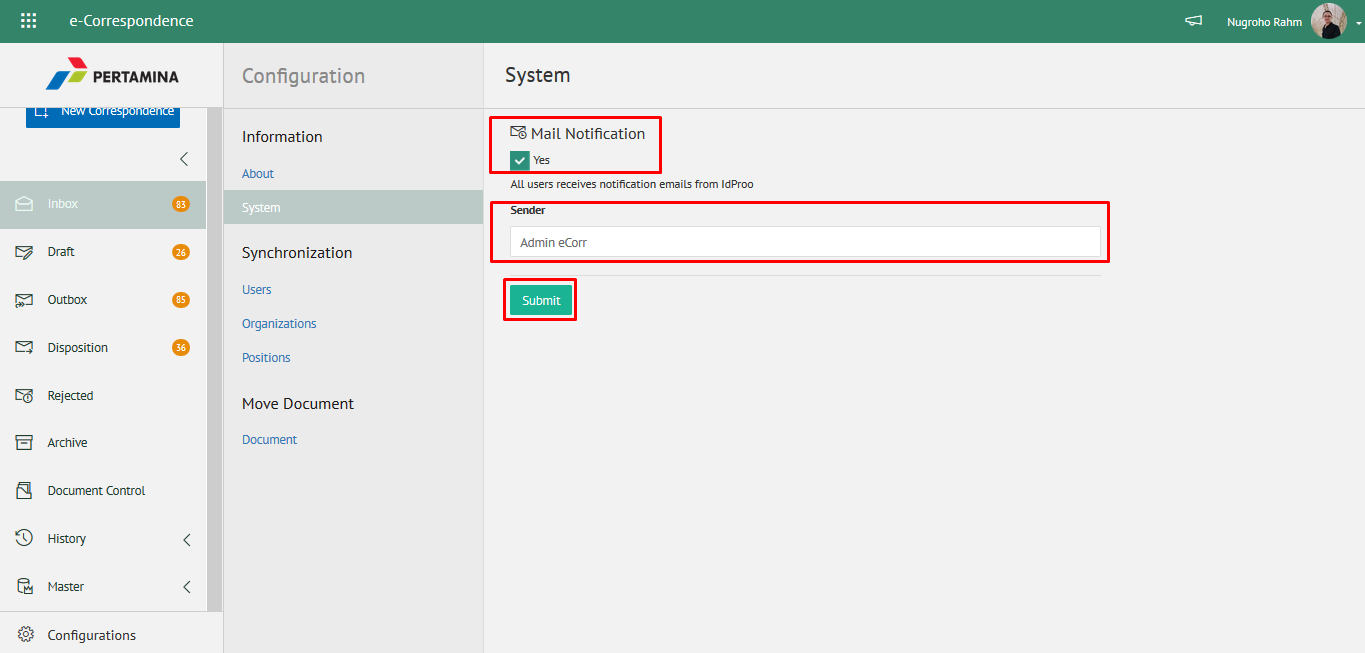 e-Correspondence
Nugroho Rahm
PERTAMINA
New Correspondence
Inbox 83
Draft 26
Outbox 85
Disposition 36
Rejected
Archive
Document Control
History
Master
Configurations
Configuration
Information
About
System
Synchronization
Users
Organizations
Positions
Move Document
Document
System
Mail Notification
Yes
All users receives notification emails from IdProo
Sender
Admin eCorr
Submit